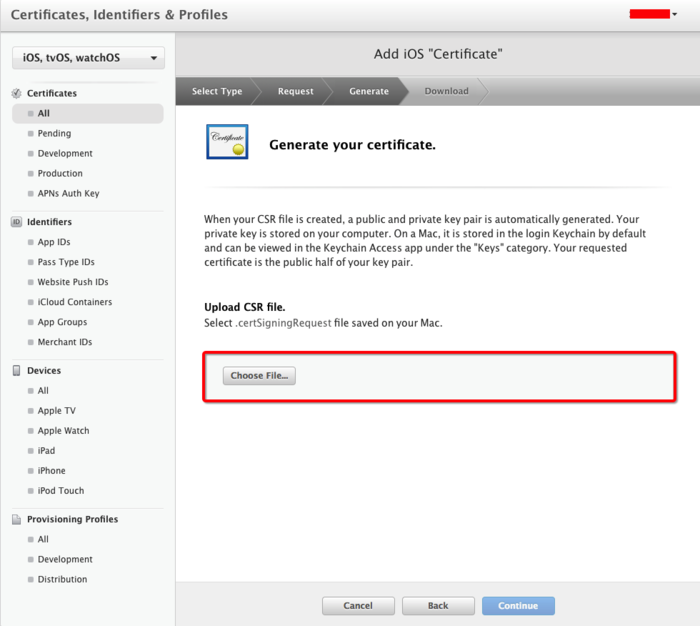 Certificates, Identifiers & Profiles
iOS, tvOS, watchOS
Certificates
All
Pending
Development
Production
APNs Auth Key
ID Identifiers
App IDs
Pass Type IDs
Website Push IDs
iCloud Containers
App Groups
Merchant IDs
Devices
All
Apple TV
Apple Watch
iPad
iPhone
iPod Touch
Provisioning Profiles
All
Development
Distribution
Add iOS "Certificate"
Select Type
Request
Generate
Download
Certificate
Generate your certificate.
When your CSR file is created, a public and private key pair is automatically generated. Your
private key is stored on your computer. On a Mac, it is stored in the login Keychain by default
and can be viewed in the Keychain Access app under the "Keys" category. Your requested
certificate is the public half of your key pair.
Upload CSR file.
Select .certSigningRequest file saved on your Mac.
Choose File...
Cancel
Back
Continue